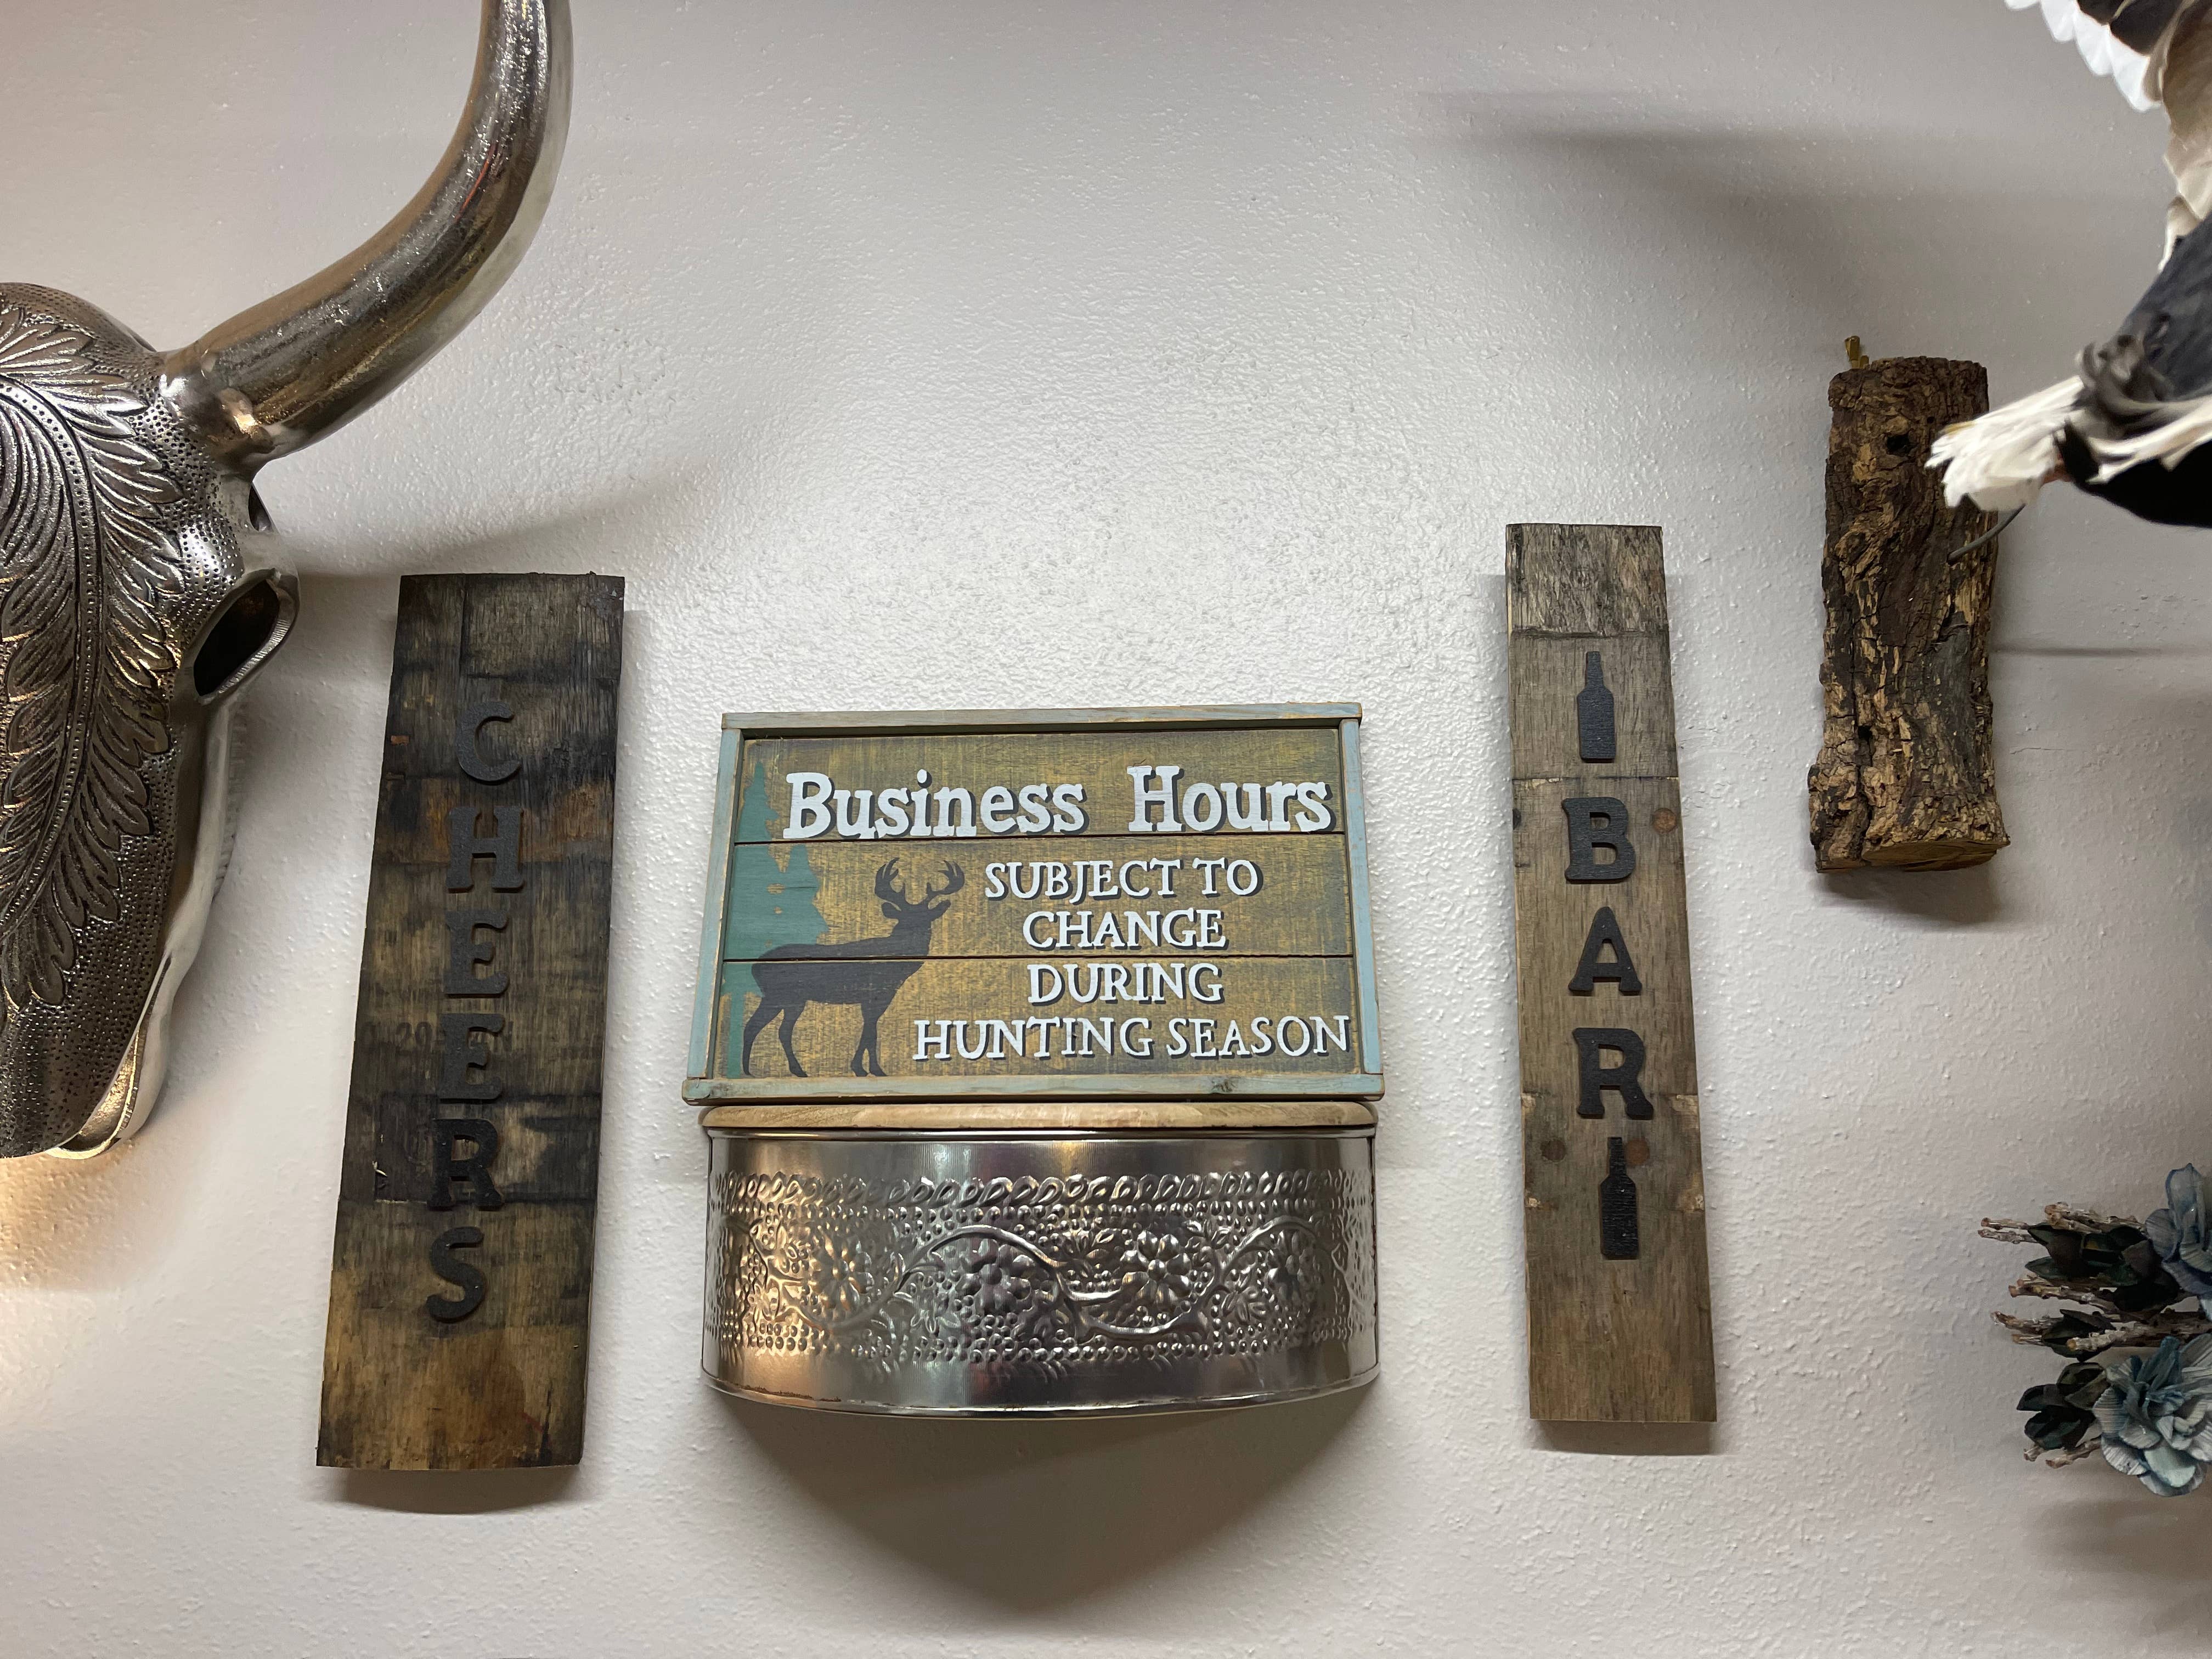 CHEERS
Business Hours
SUBJECT TO
CHANGE
DURING
HUNTING SEASON
BAR